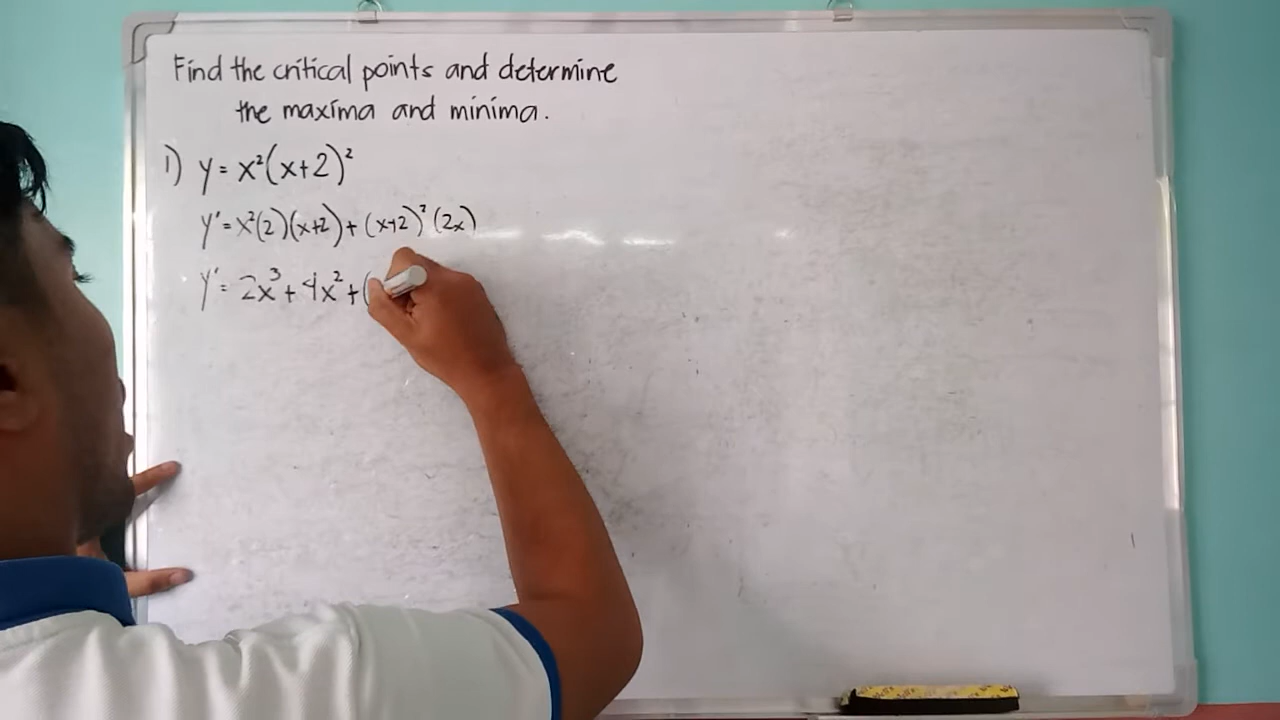 Find the critical points and determine
the maxima and minima.
1) y = x²(x+2)²
y' = x²(2)(x+2) + (x+2)²(2x)
y' = 2x³ + 4x² + (